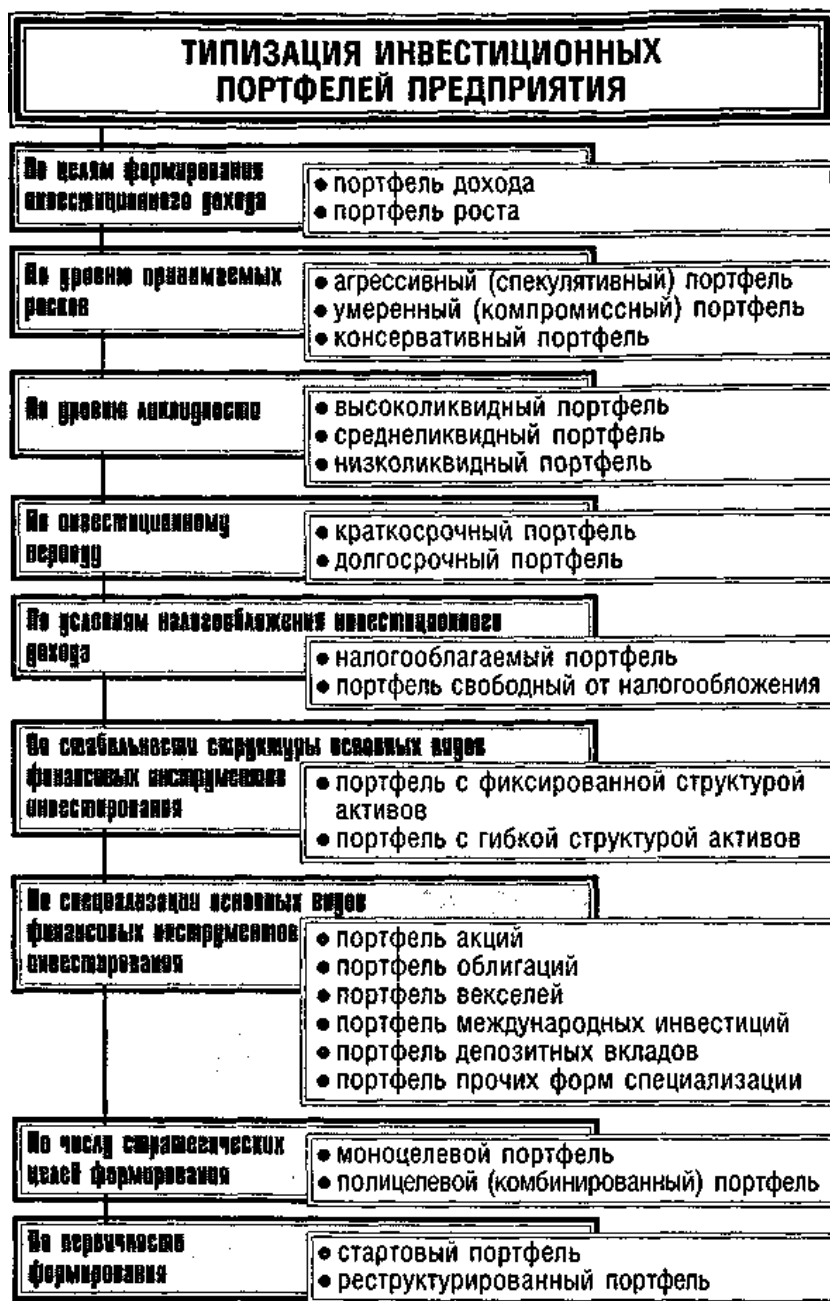 ТИПИЗАЦИЯ ИНВЕСТИЦИОННЫХ
ПОРТФЕЛЕЙ ПРЕДПРИЯТИЯ
По целям формирования
инвестиционного дохода
● портфель дохода
● портфель роста
По уровню принимаемых
рисков
● агрессивный (спекулятивный) портфель
● умеренный (компромиссный) портфель
● консервативный портфель
По уровню ликвидности
● высоколиквидный портфель
● среднеликвидный портфель
● низколиквидный портфель
По инвестиционному
периоду
● краткосрочный портфель
● долгосрочный портфель
По условиям налогообложения инвестиционного
дохода
● налогооблагаемый портфель
● портфель свободный от налогообложения
По стабильности структуры основных видов
финансовых инструментов
инвестирования
● портфель с фиксированной структурой
активов
● портфель с гибкой структурой активов
По специализации основных видов
финансовых инструментов
инвестирования
● портфель акций
● портфель облигаций
● портфель векселей
● портфель международных инвестиций
● портфель депозитных вкладов
● портфель прочих форм специализации
По числу стратегических
целей формирования
● моноцелевой портфель
● полицелевой (комбинированный) портфель
По первичности
формирования
● стартовый портфель
● реструктурированный портфель